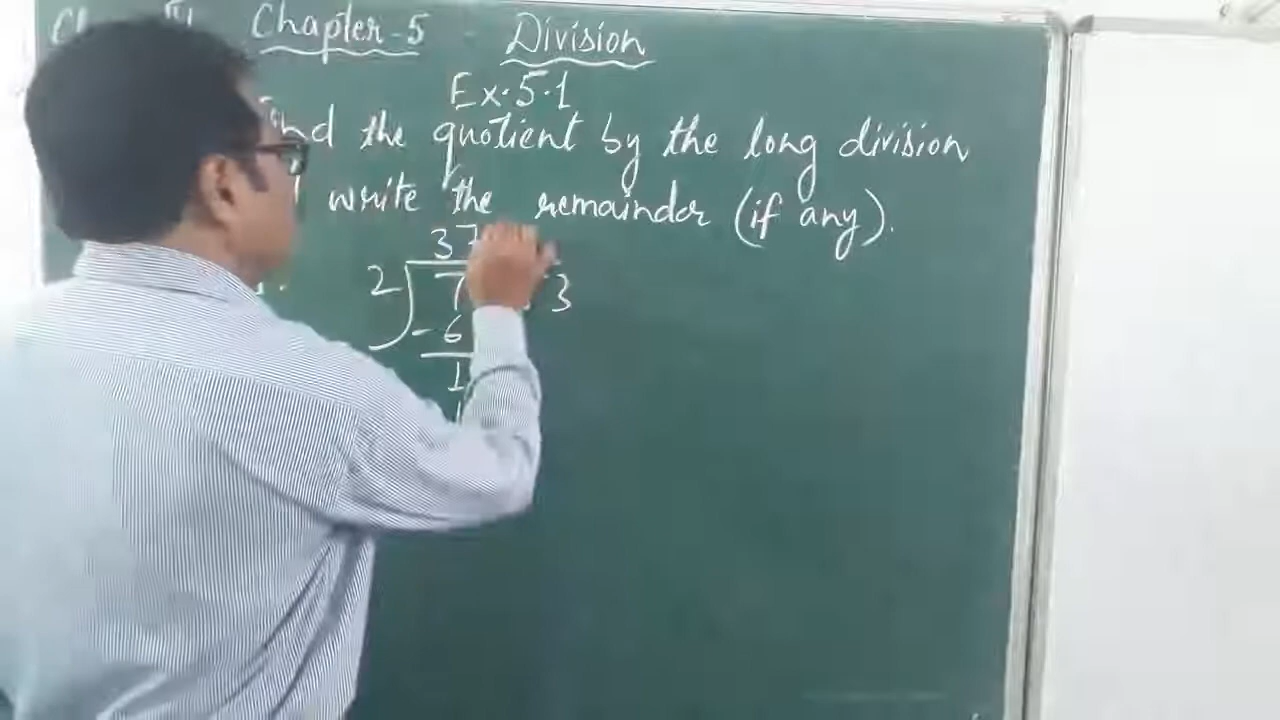 Chapter-5 - Division
Ex.5.1
the quotient by the long division
write the remainder (if any).
37
2 7 3
-6
1
1